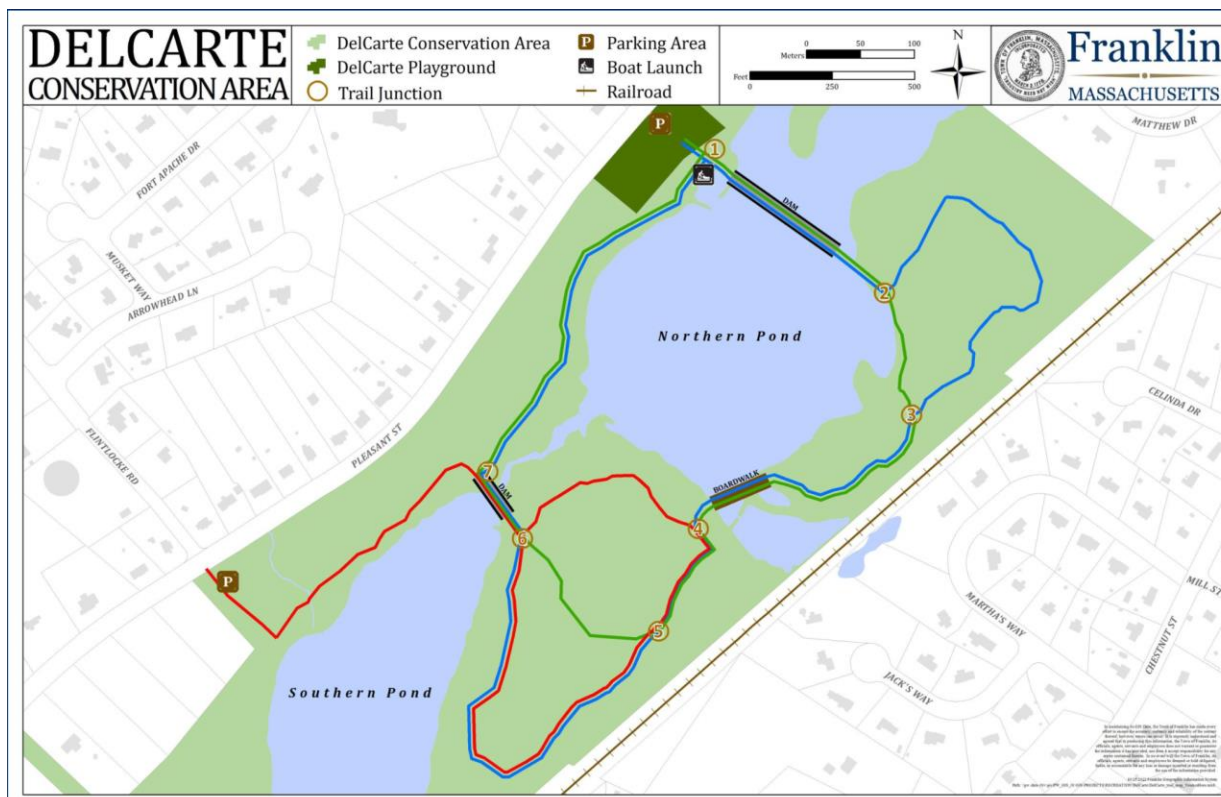 DELCARTE
CONSERVATION AREA
DelCarte Conservation Area
DelCarte Playground
Trail Junction
P Parking Area
Boat Launch
Railroad
0 50 100
Meters
Feet
0 250 500
N
Franklin
MASSACHUSETTS
MATTHEW DR
FORT APACHE DR
P
1
DAM
MUSKET WAY
ARROWHEAD LN
2
Northern Pond
CELINDA DR
3
FLINTLOCKE RD
PLEASANT ST
7
DAM
BOARDWALK
4
6
P
MILL ST
MARTHA'S WAY
CHESTNUT ST
5
JACK'S WAY
Southern Pond